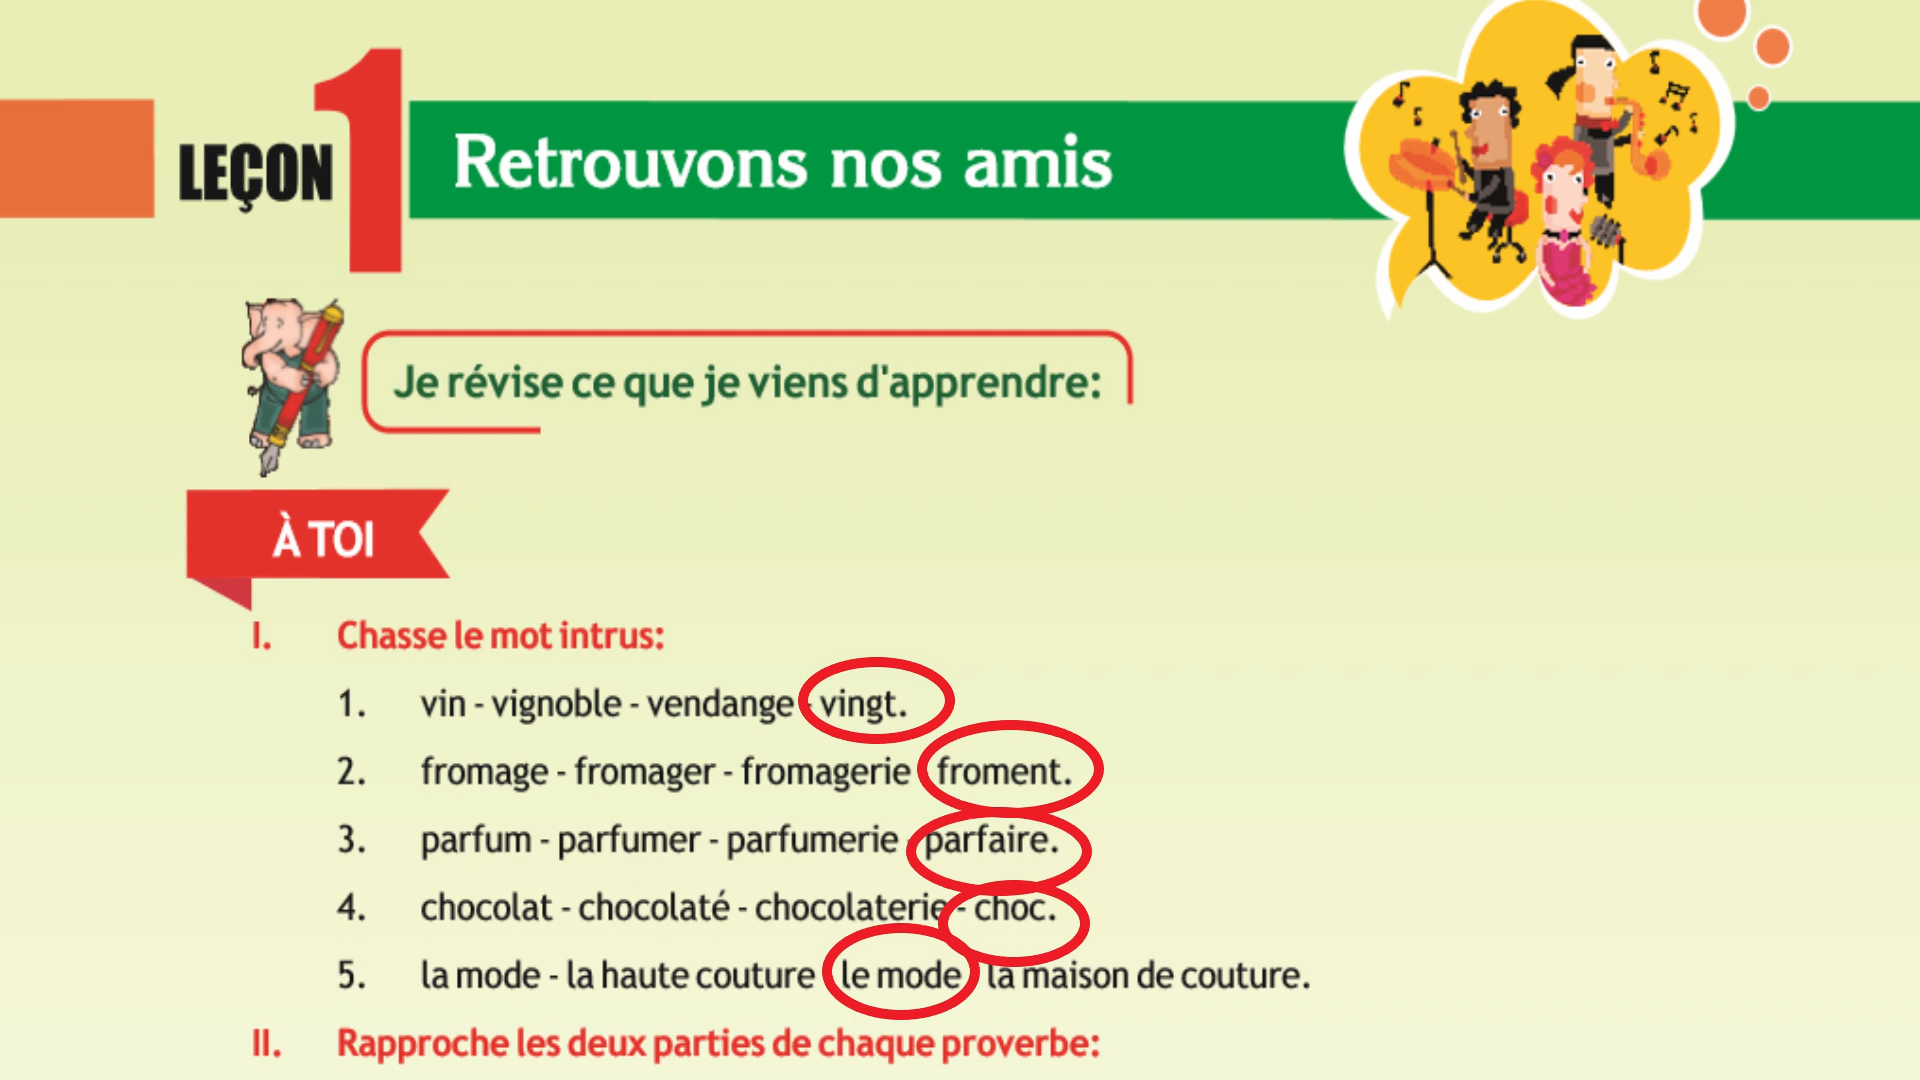 LEÇON 1 Retrouvons nos amis
Je révise ce que je viens d'apprendre:
À TOI
I. Chasse le mot intrus:
1. vin - vignoble - vendange - vingt.
2. fromage - fromager - fromagerie froment.
3. parfum - parfumer - parfumerie - parfaire.
4. chocolat - chocolaté - chocolaterie - choc.
5. la mode - la haute couture le mode la maison de couture.
II. Rapproche les deux parties de chaque proverbe: